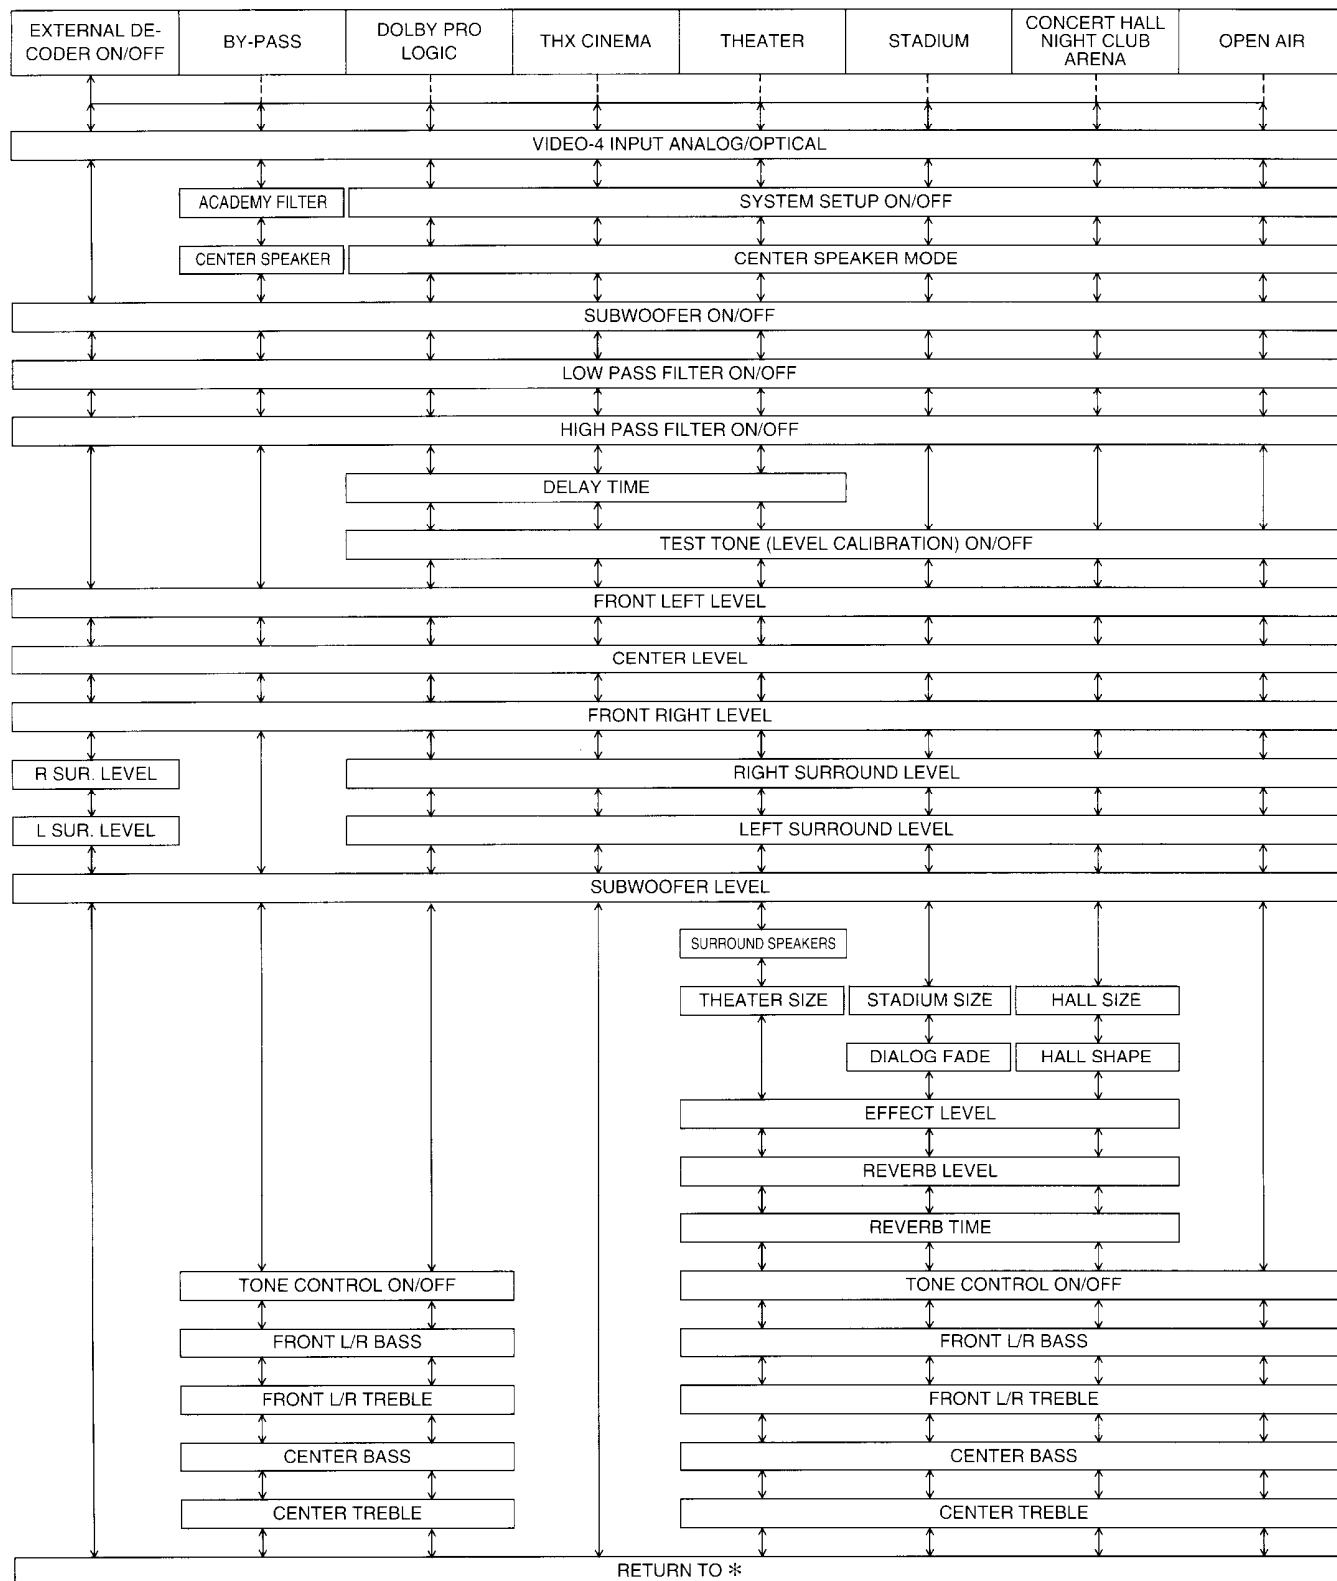 EXTERNAL DE-
CODER ON/OFF
BY-PASS
DOLBY PRO
LOGIC
THX CINEMA
THEATER
STADIUM
CONCERT HALL
NIGHT CLUB
ARENA
OPEN AIR
VIDEO-4 INPUT ANALOG/OPTICAL
ACADEMY FILTER
SYSTEM SETUP ON/OFF
CENTER SPEAKER
CENTER SPEAKER MODE
SUBWOOFER ON/OFF
LOW PASS FILTER ON/OFF
HIGH PASS FILTER ON/OFF
DELAY TIME
TEST TONE (LEVEL CALIBRATION) ON/OFF
FRONT LEFT LEVEL
CENTER LEVEL
FRONT RIGHT LEVEL
R SUR. LEVEL
RIGHT SURROUND LEVEL
L SUR. LEVEL
LEFT SURROUND LEVEL
SUBWOOFER LEVEL
SURROUND SPEAKERS
THEATER SIZE
STADIUM SIZE
HALL SIZE
DIALOG FADE
HALL SHAPE
EFFECT LEVEL
REVERB LEVEL
REVERB TIME
TONE CONTROL ON/OFF
TONE CONTROL ON/OFF
FRONT L/R BASS
FRONT L/R BASS
FRONT L/R TREBLE
FRONT L/R TREBLE
CENTER BASS
CENTER BASS
CENTER TREBLE
CENTER TREBLE
RETURN TO *